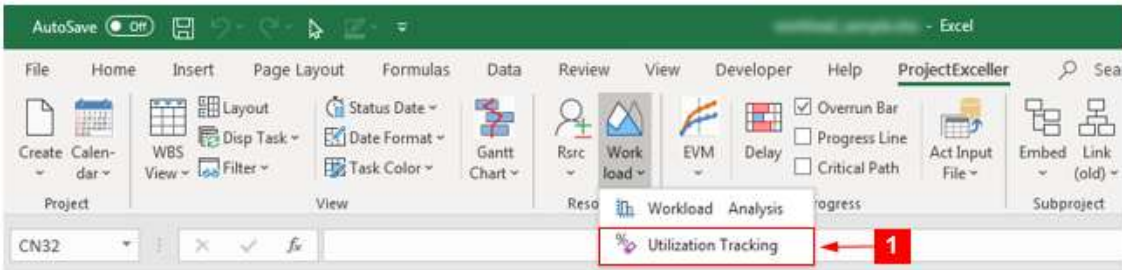 AutoSave Off
- Excel
File Home Insert Page Layout Formulas Data Review View Developer Help ProjectExceller Sea
Create
Calen-
dar
WBS
View
Layout
Disp Task
Filter
Status Date
Date Format
Task Color
Gantt
Chart
Rsrc
Work
load
EVM
Delay
Overrun Bar
Progress Line
Critical Path
Act Input
File
Embed
Link
(old)
Project View Reso rogress Subproject
Workload Analysis
Utilization Tracking
1
CN32 fx